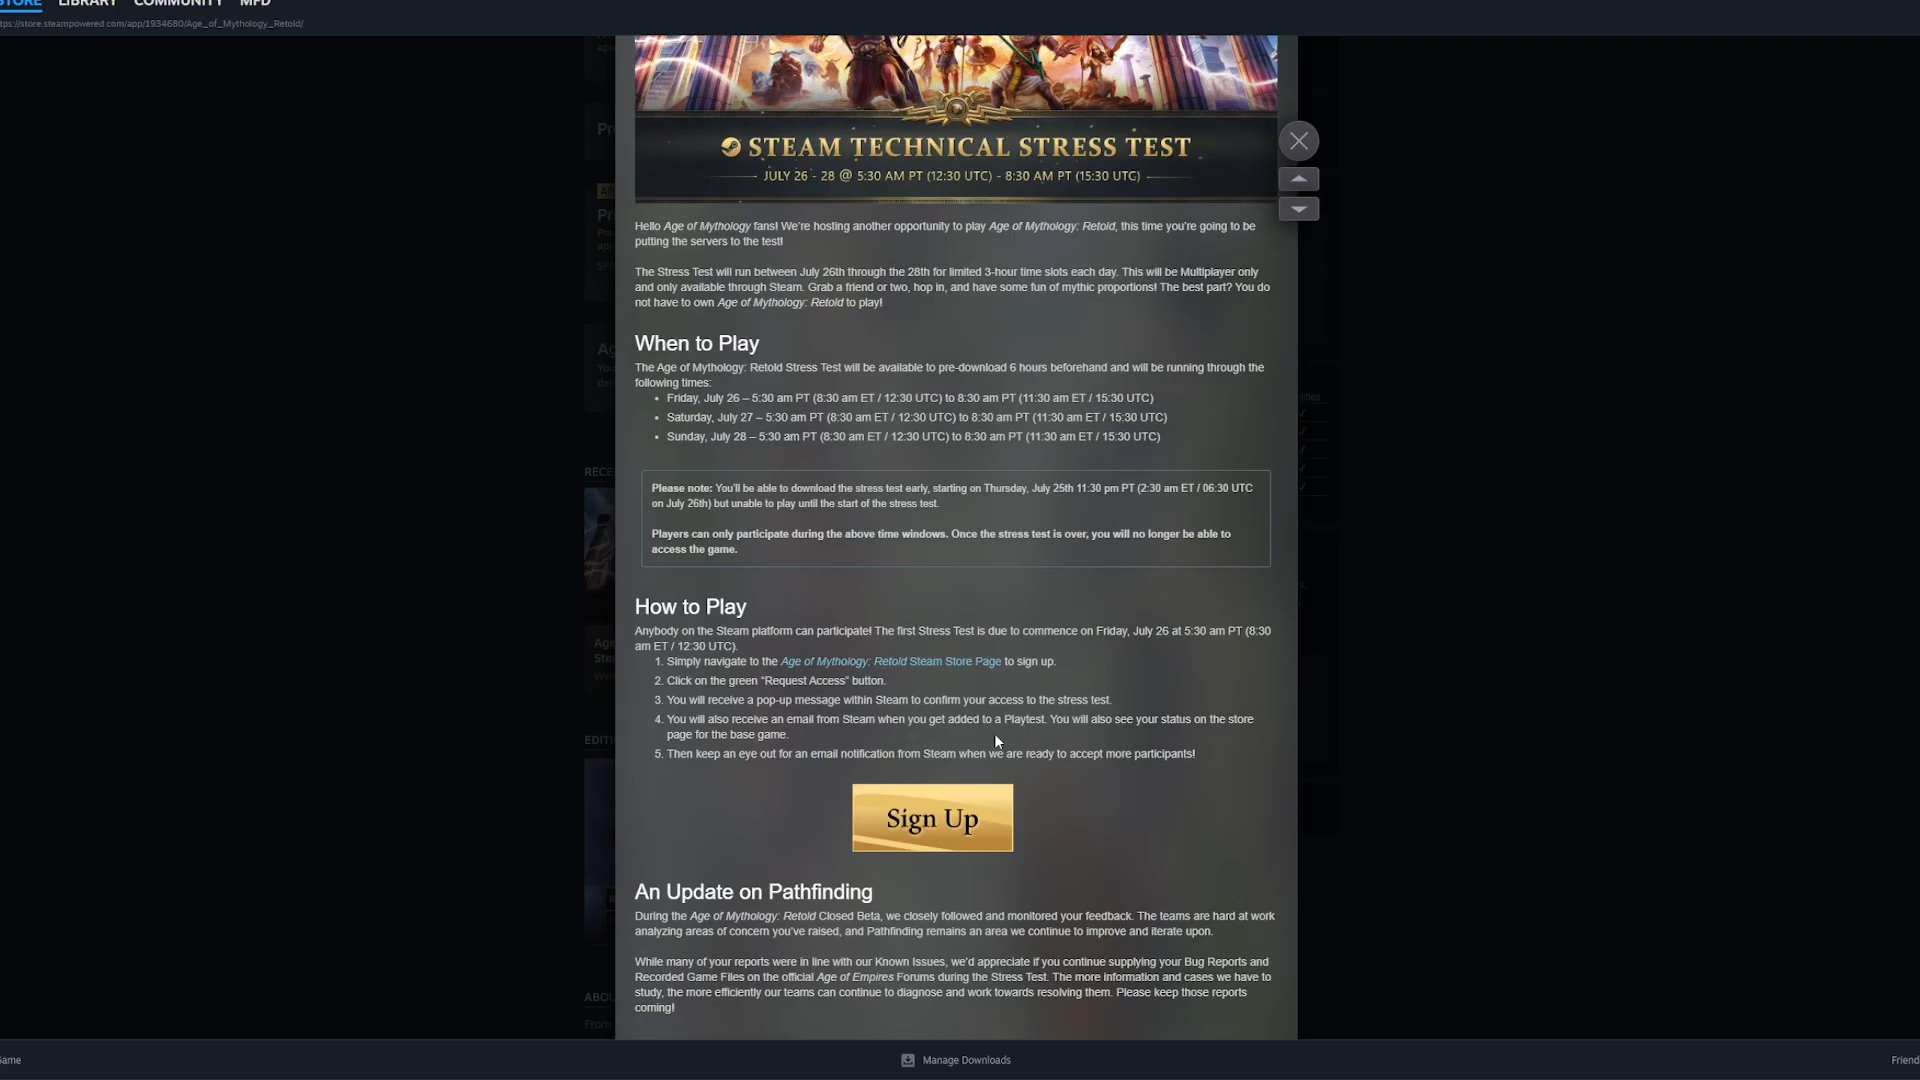 STORE LIBRARY COMMUNITY MFD
tps://store.steampowered.com/app/1934680/Age_of_Mythology_Retold/
STEAM TECHNICAL STRESS TEST
JULY 26 - 28 @ 5:30 AM PT (12:30 UTC) - 8:30 AM PT (15:30 UTC)
Hello Age of Mythology fans! We're hosting another opportunity to play Age of Mythology: Retold, this time you're going to be
putting the servers to the test!
The Stress Test will run between July 26th through the 28th for limited 3-hour time slots each day. This will be Multiplayer only
and only available through Steam. Grab a friend or two, hop in, and have some fun of mythic proportions! The best part? You do
not have to own Age of Mythology: Retold to play!
When to Play
The Age of Mythology: Retold Stress Test will be available to pre-download 6 hours beforehand and will be running through the
following times:
• Friday, July 26 – 5:30 am PT (8:30 am ET / 12:30 UTC) to 8:30 am PT (11:30 am ET / 15:30 UTC)
• Saturday, July 27 – 5:30 am PT (8:30 am ET / 12:30 UTC) to 8:30 am PT (11:30 am ET / 15:30 UTC)
• Sunday, July 28 – 5:30 am PT (8:30 am ET / 12:30 UTC) to 8:30 am PT (11:30 am ET / 15:30 UTC)
RECE
Please note: You'll be able to download the stress test early, starting on Thursday, July 25th 11:30 pm PT (2:30 am ET / 06:30 UTC
on July 26th) but unable to play until the start of the stress test.
Players can only participate during the above time windows. Once the stress test is over, you will no longer be able to
access the game.
How to Play
Anybody on the Steam platform can participate! The first Stress Test is due to commence on Friday, July 26 at 5:30 am PT (8:30
am ET / 12:30 UTC).
1. Simply navigate to the Age of Mythology: Retold Steam Store Page to sign up.
2. Click on the green “Request Access” button.
3. You will receive a pop-up message within Steam to confirm your access to the stress test.
4. You will also receive an email from Steam when you get added to a Playtest. You will also see your status on the store
page for the base game.
5. Then keep an eye out for an email notification from Steam when we are ready to accept more participants!
EDITI
Sign Up
An Update on Pathfinding
During the Age of Mythology: Retold Closed Beta, we closely followed and monitored your feedback. The teams are hard at work
analyzing areas of concern you've raised, and Pathfinding remains an area we continue to improve and iterate upon.
While many of your reports were in line with our Known Issues, we'd appreciate if you continue supplying your Bug Reports and
Recorded Game Files on the official Age of Empires Forums during the Stress Test. The more information and cases we have to
study, the more efficiently our teams can continue to diagnose and work towards resolving them. Please keep those reports
coming!
ABOU
From
Game
Manage Downloads
Friend